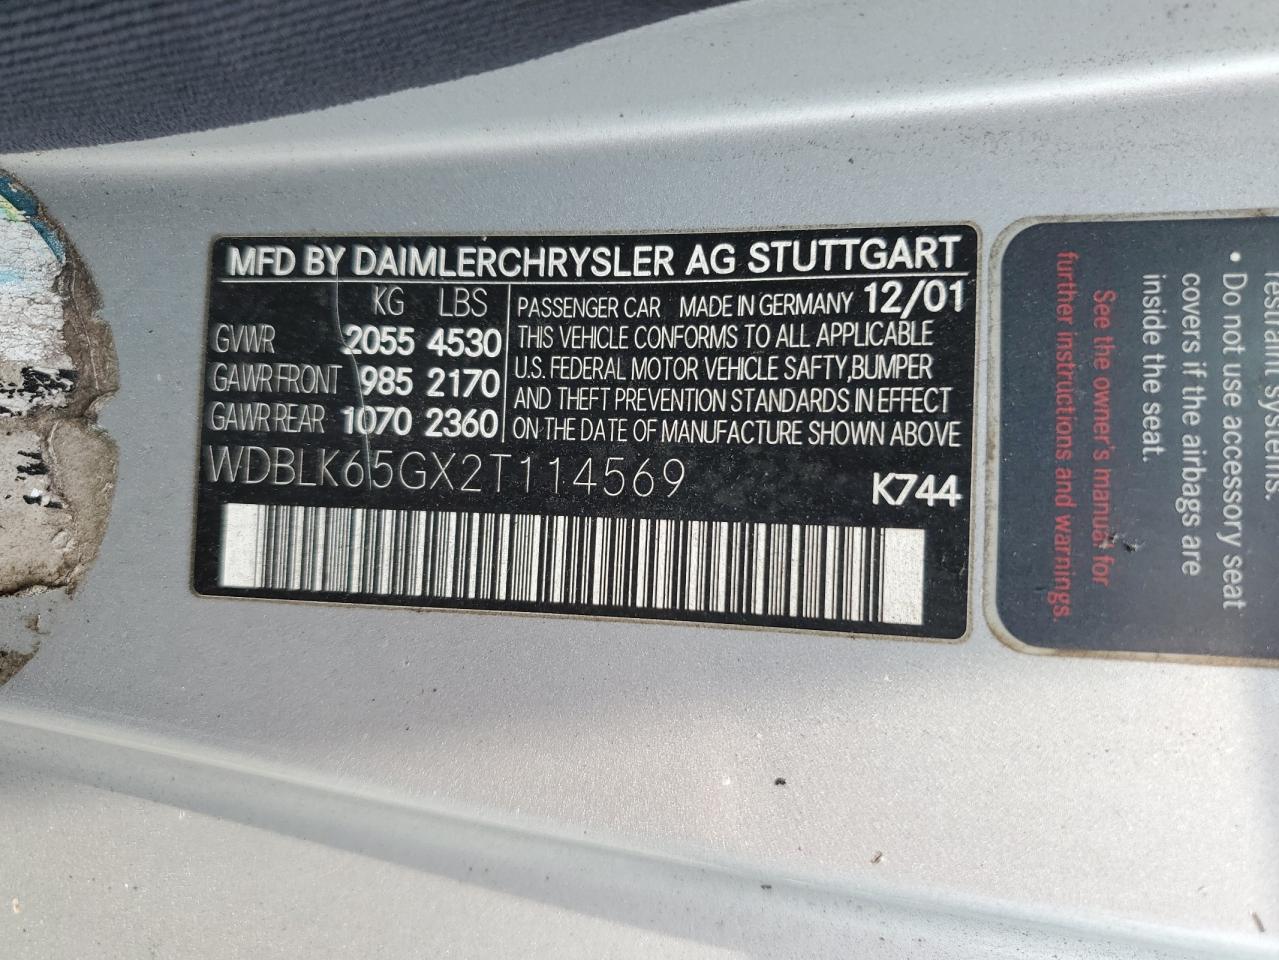 MFD BY DAIMLERCHRYSLER AG STUTTGART
KG LBS
GVWR 2055 4530
GAWR FRONT 985 2170
GAWR REAR 1070 2360
PASSENGER CAR MADE IN GERMANY 12/01
THIS VEHICLE CONFORMS TO ALL APPLICABLE
U.S. FEDERAL MOTOR VEHICLE SAFTY, BUMPER
AND THEFT PREVENTION STANDARDS IN EFFECT
ON THE DATE OF MANUFACTURE SHOWN ABOVE
WDBLK65GX2T114569
K744
restraint systems.
• Do not use accessory seat
covers if the airbags are
inside the seat.
See the owner's manual for
further instructions and warnings.